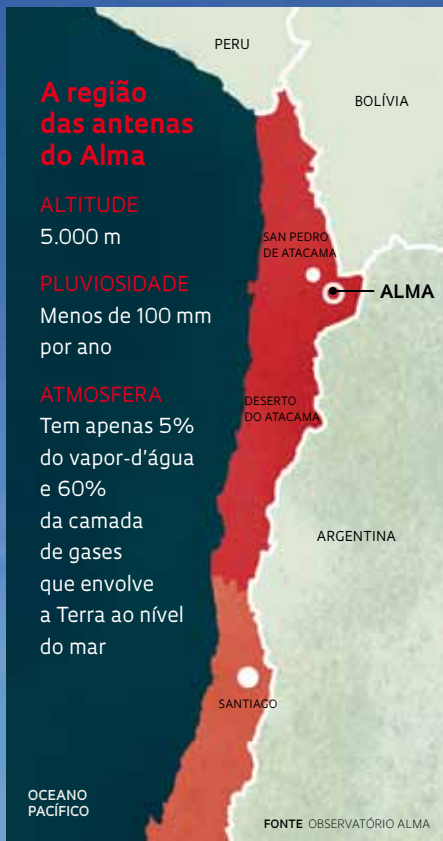 PERU
BOLÍVIA
A região
das antenas
do Alma
ALTITUDE
5.000 m
PLUVIOSIDADE
Menos de 100 mm
por ano
ATMOSFERA
Tem apenas 5%
do vapor-d’água
e 60%
da camada
de gases
que envolve
a Terra ao nível
do mar
SAN PEDRO
DE ATACAMA
ALMA
DESERTO
DO ATACAMA
ARGENTINA
SANTIAGO
OCEANO
PACÍFICO
FONTE OBSERVATÓRIO ALMA